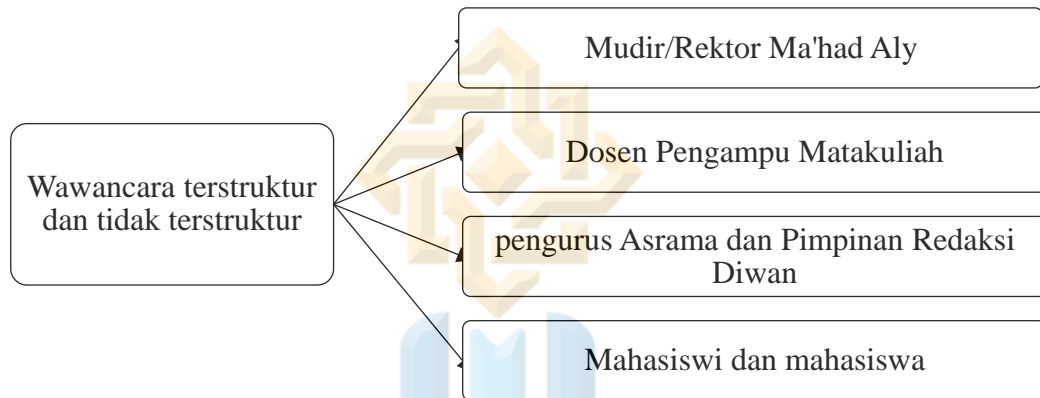 Wawancara terstruktur
dan tidak terstruktur
Mudir/Rektor Ma'had Aly
Dosen Pengampu Matakuliah
pengurus Asrama dan Pimpinan Redaksi
Diwan
Mahasiswi dan mahasiswa